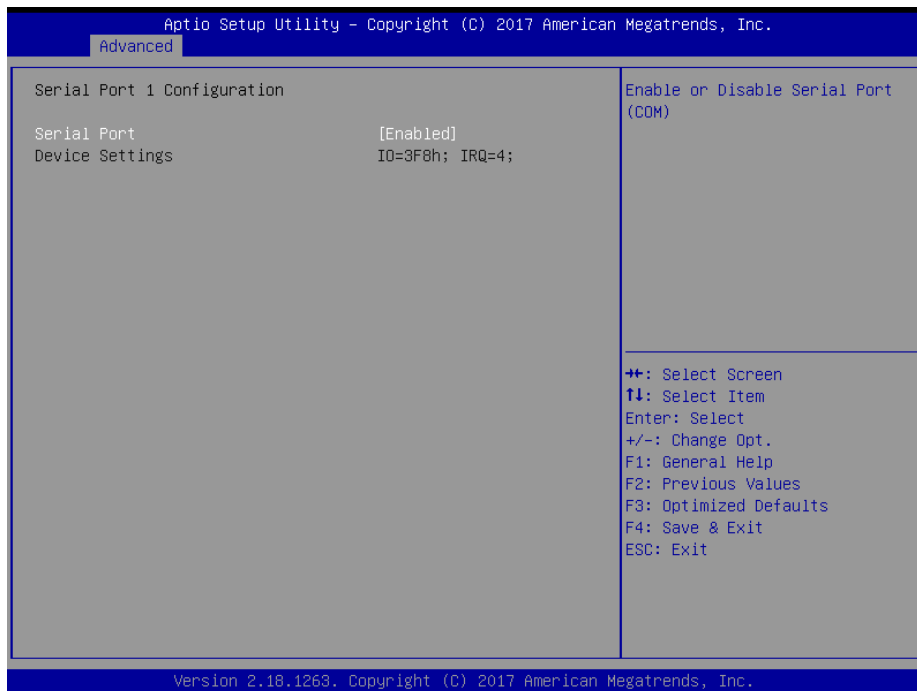 Aptio Setup Utility – Copyright (C) 2017 American Megatrends, Inc.
Advanced
Serial Port 1 Configuration
Serial Port [Enabled]
Device Settings IO=3F8h; IRQ=4;
Enable or Disable Serial Port
(COM)
→←: Select Screen
↑↓: Select Item
Enter: Select
+/-: Change Opt.
F1: General Help
F2: Previous Values
F3: Optimized Defaults
F4: Save & Exit
ESC: Exit
Version 2.18.1263. Copyright (C) 2017 American Megatrends, Inc.